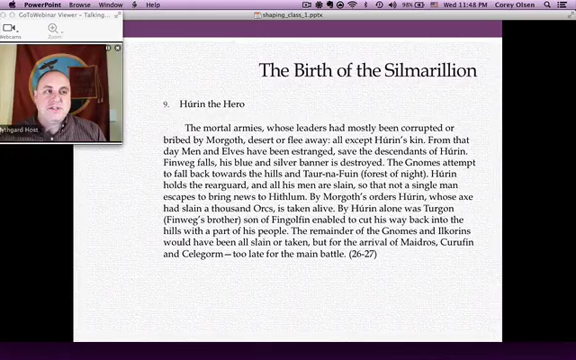 PowerPoint Browse Window Help
98% Wed 11:48 PM Corey Olsen
GoToWebinar Viewer - Talking...
shaping_class_1.pptx
Webcams
Zoom
Mythgard Host
The Birth of the Silmarillion
9. Húrin the Hero
The mortal armies, whose leaders had mostly been corrupted or
bribed by Morgoth, desert or flee away: all except Húrin's kin. From that
day Men and Elves have been estranged, save the descendants of Húrin.
Finweg falls, his blue and silver banner is destroyed. The Gnomes attempt
to fall back towards the hills and Taur-na-Fuin (forest of night). Húrin
holds the rearguard, and all his men are slain, so that not a single man
escapes to bring news to Hithlum. By Morgoth's orders Húrin, whose axe
had slain a thousand Orcs, is taken alive. By Húrin alone was Turgon
(Finweg's brother) son of Fingolfin enabled to cut his way back into the
hills with a part of his people. The remainder of the Gnomes and Ilkorins
would have been all slain or taken, but for the arrival of Maidros, Curufin
and Celegorm—too late for the main battle. (26-27)